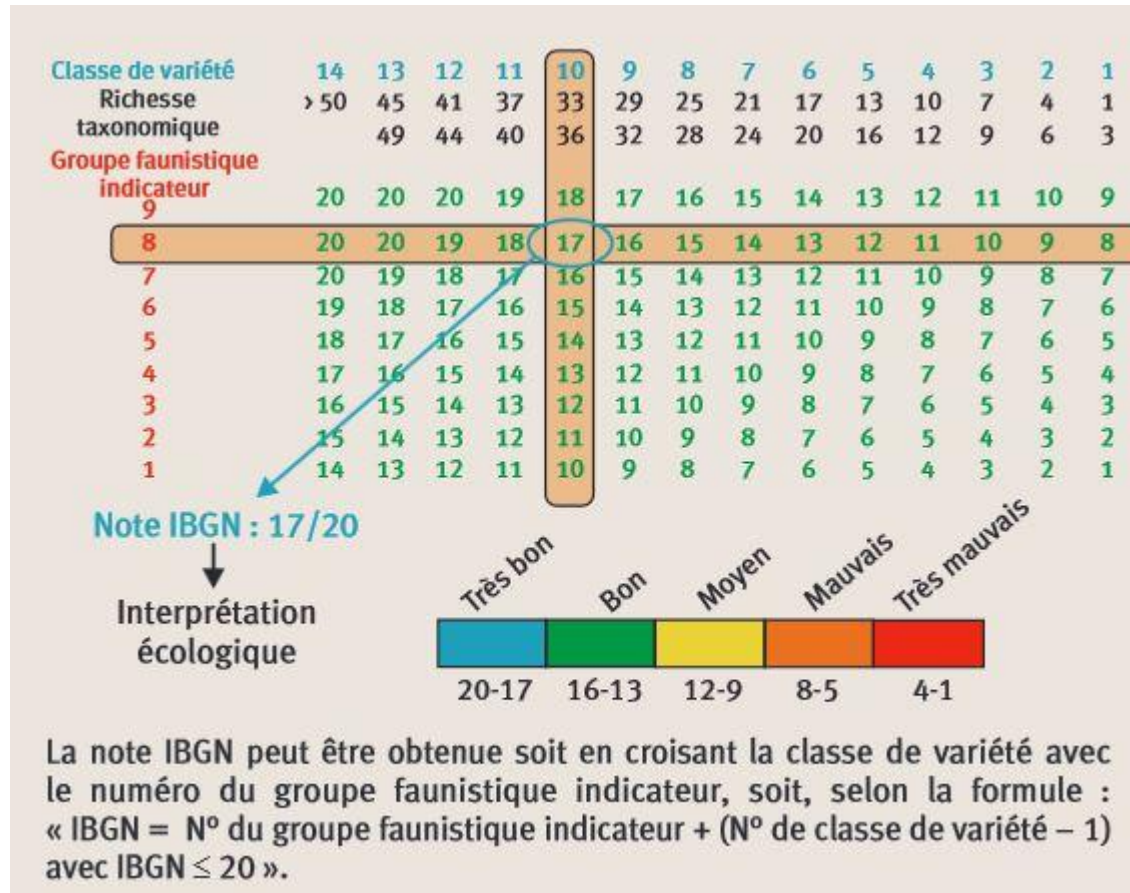 Classe de variété 14 13 12 11 10 9 8 7 6 5 4 3 2 1
Richesse › 50 45 41 37 33 29 25 21 17 13 10 7 4 1
taxonomique 49 44 40 36 32 28 24 20 16 12 9 6 3
Groupe faunistique
indicateur
9 20 20 20 19 18 17 16 15 14 13 12 11 10 9
8 20 20 19 18 17 16 15 14 13 12 11 10 9 8
7 20 19 18 17 16 15 14 13 12 11 10 9 8 7
6 19 18 17 16 15 14 13 12 11 10 9 8 7 6
5 18 17 16 15 14 13 12 11 10 9 8 7 6 5
4 17 16 15 14 13 12 11 10 9 8 7 6 5 4
3 16 15 14 13 12 11 10 9 8 7 6 5 4 3
2 15 14 13 12 11 10 9 8 7 6 5 4 3 2
1 14 13 12 11 10 9 8 7 6 5 4 3 2 1
Note IBGN : 17/20
Interprétation
écologique
Très bon Bon Moyen Mauvais Très mauvais
20-17 16-13 12-9 8-5 4-1
La note IBGN peut être obtenue soit en croisant la classe de variété avec
le numéro du groupe faunistique indicateur, soit, selon la formule :
« IBGN = N° du groupe faunistique indicateur + (N° de classe de variété – 1)
avec IBGN ≤ 20 ».